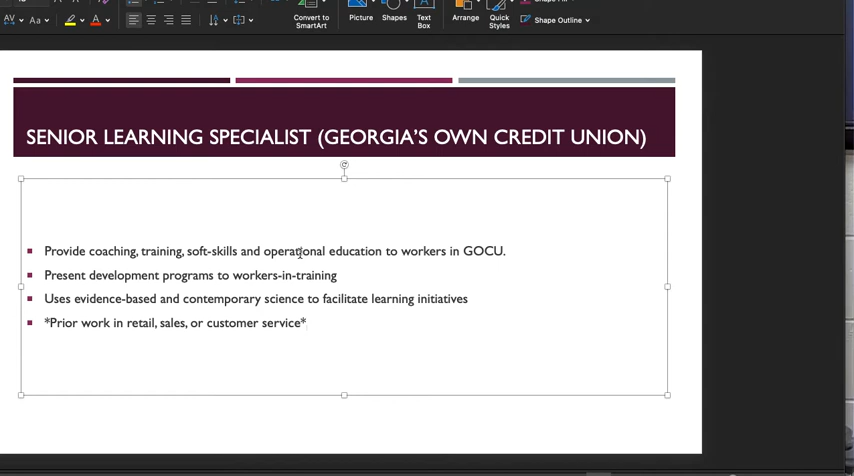 Aa
A
Convert to
SmartArt
Picture
Shapes
Text
Box
Arrange
Quick
Styles
Shape Outline
SENIOR LEARNING SPECIALIST (GEORGIA'S OWN CREDIT UNION)
Provide coaching, training, soft-skills and operational education to workers in GOCU.
Present development programs to workers-in-training
Uses evidence-based and contemporary science to facilitate learning initiatives
*Prior work in retail, sales, or customer service*